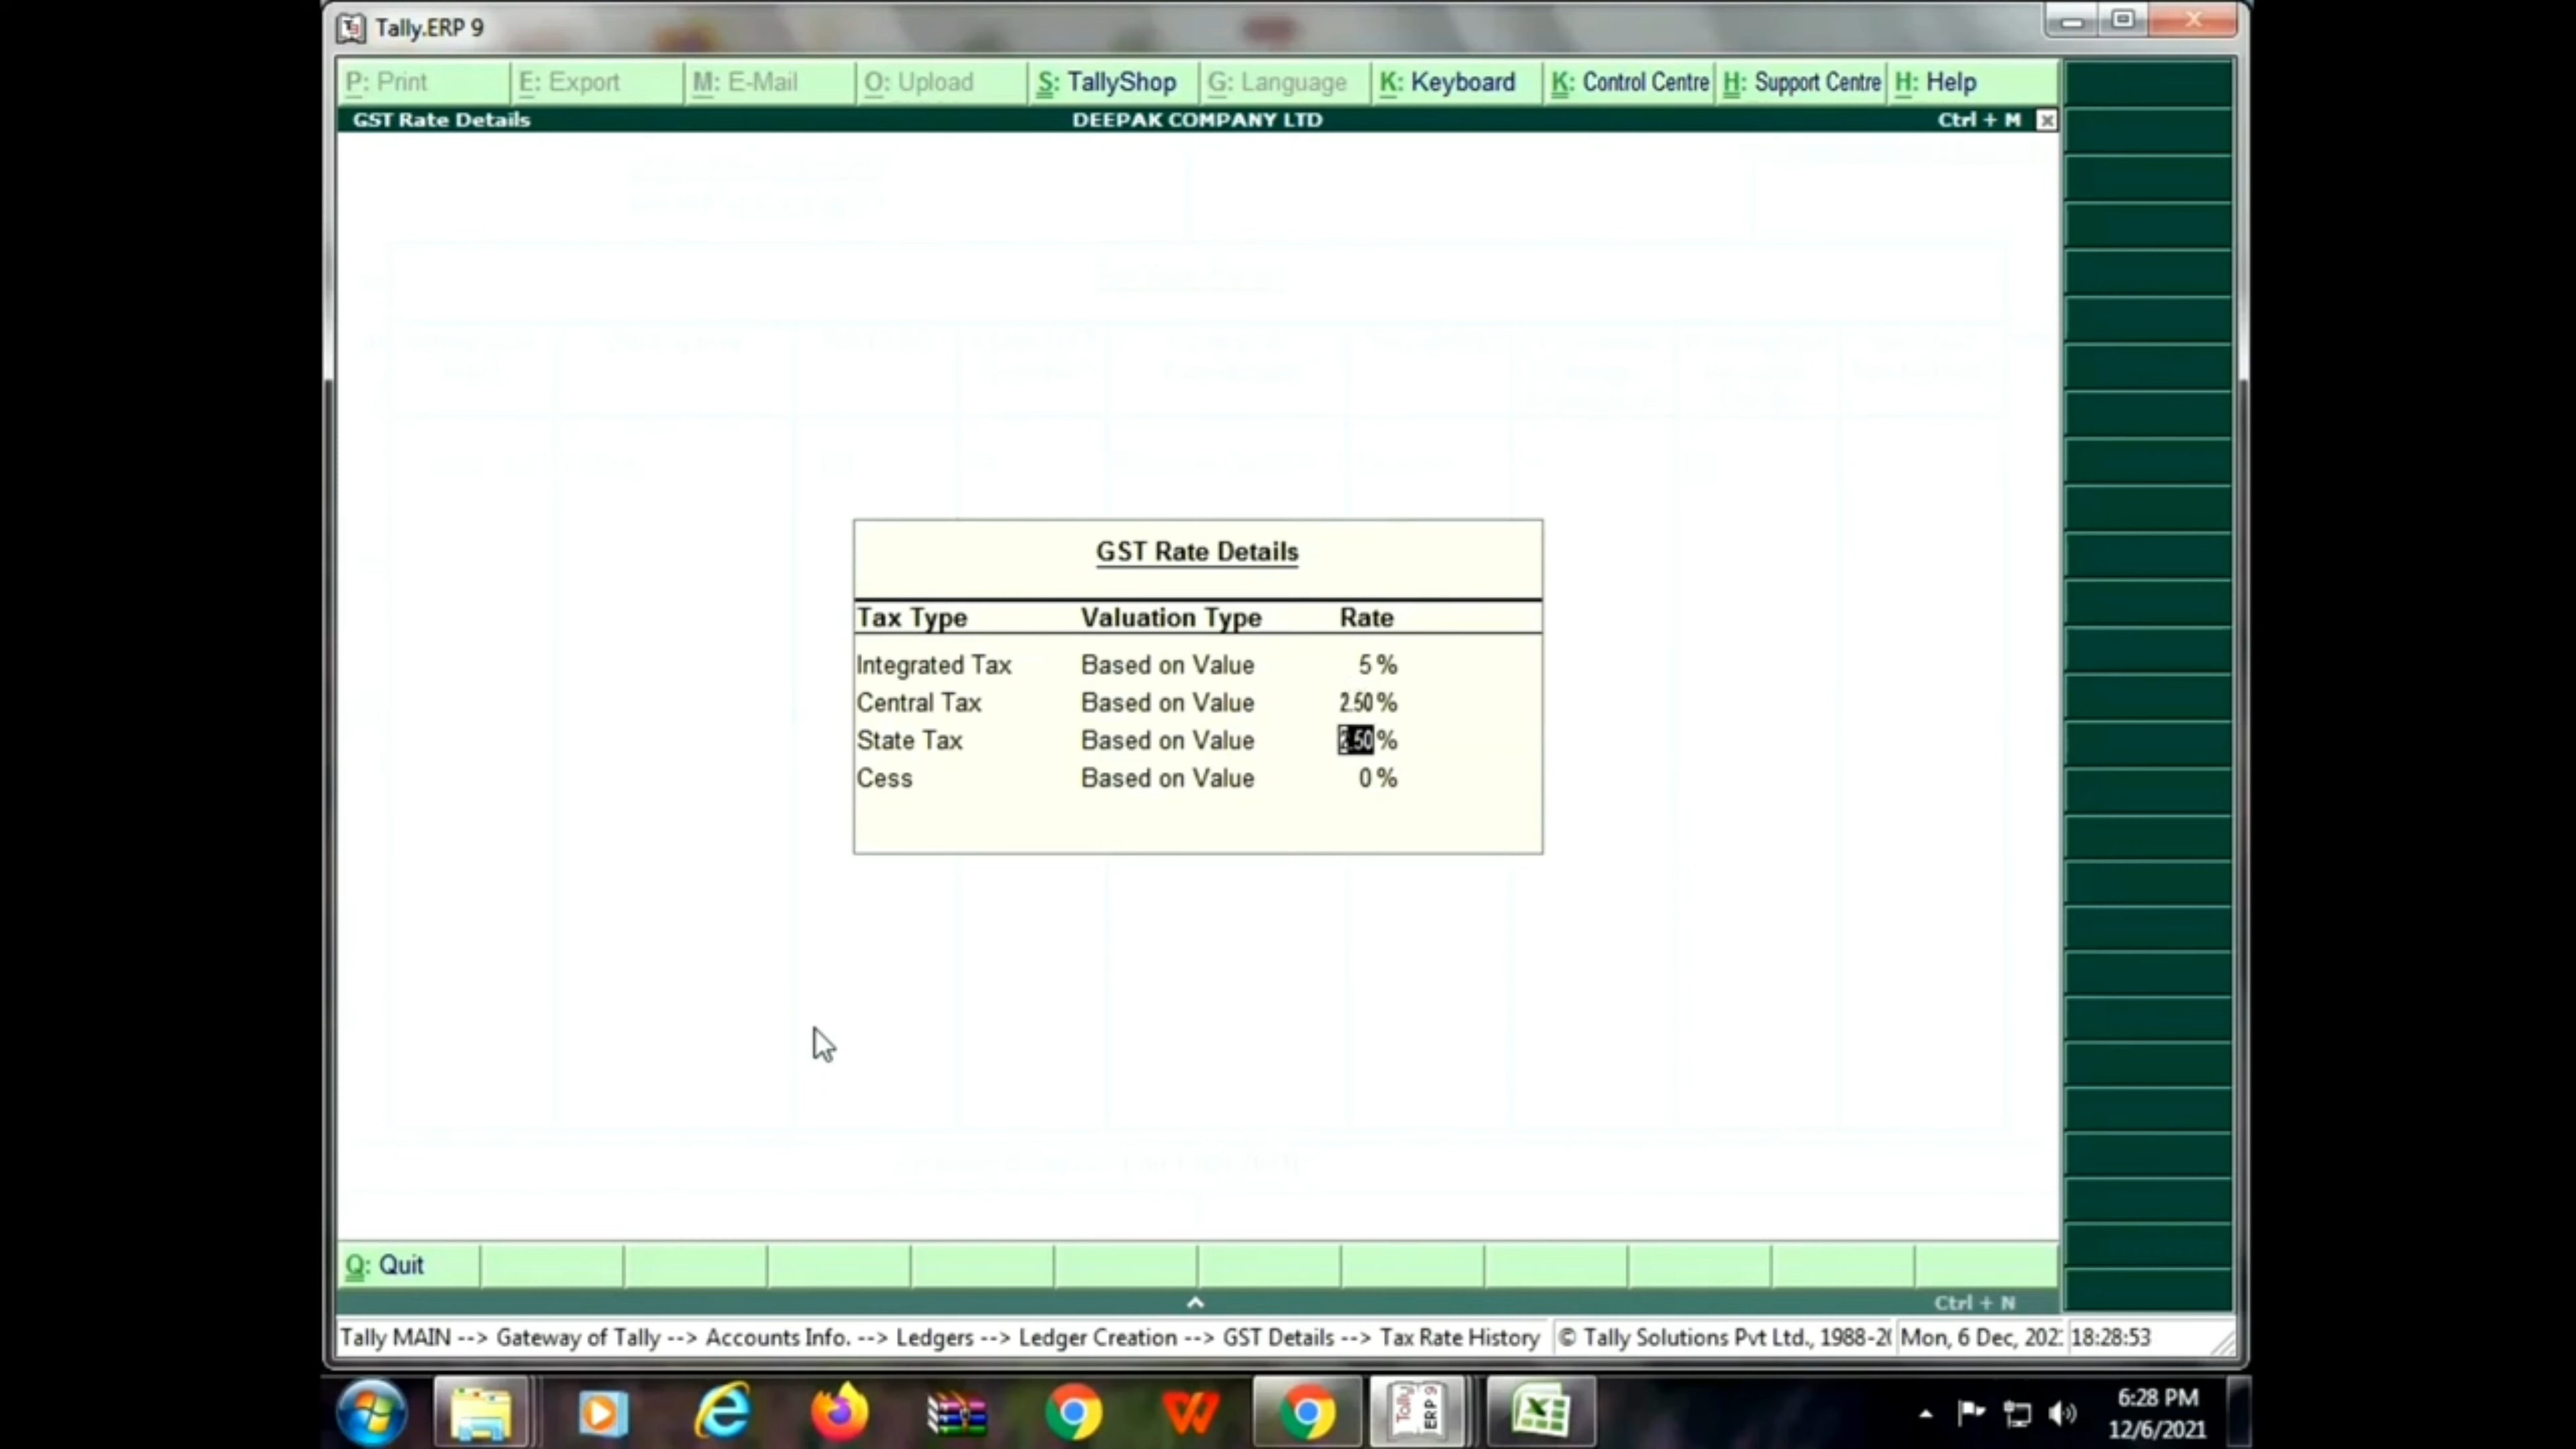 Tally.ERP 9
P: Print E: Export M: E-Mail O: Upload S: TallyShop G: Language K: Keyboard K: Control Centre H: Support Centre H: Help
GST Rate Details DEEPAK COMPANY LTD Ctrl + M
GST Rate Details
Tax Type Valuation Type Rate
Integrated Tax Based on Value 5 %
Central Tax Based on Value 2.50 %
State Tax Based on Value 2.50 %
Cess Based on Value 0 %
Q: Quit
Ctrl + N
Tally MAIN --> Gateway of Tally --> Accounts Info. --> Ledgers --> Ledger Creation --> GST Details --> Tax Rate History © Tally Solutions Pvt Ltd., 1988-20 Mon, 6 Dec, 202 18:28:53
Tally ERP 9
6:28 PM
12/6/2021